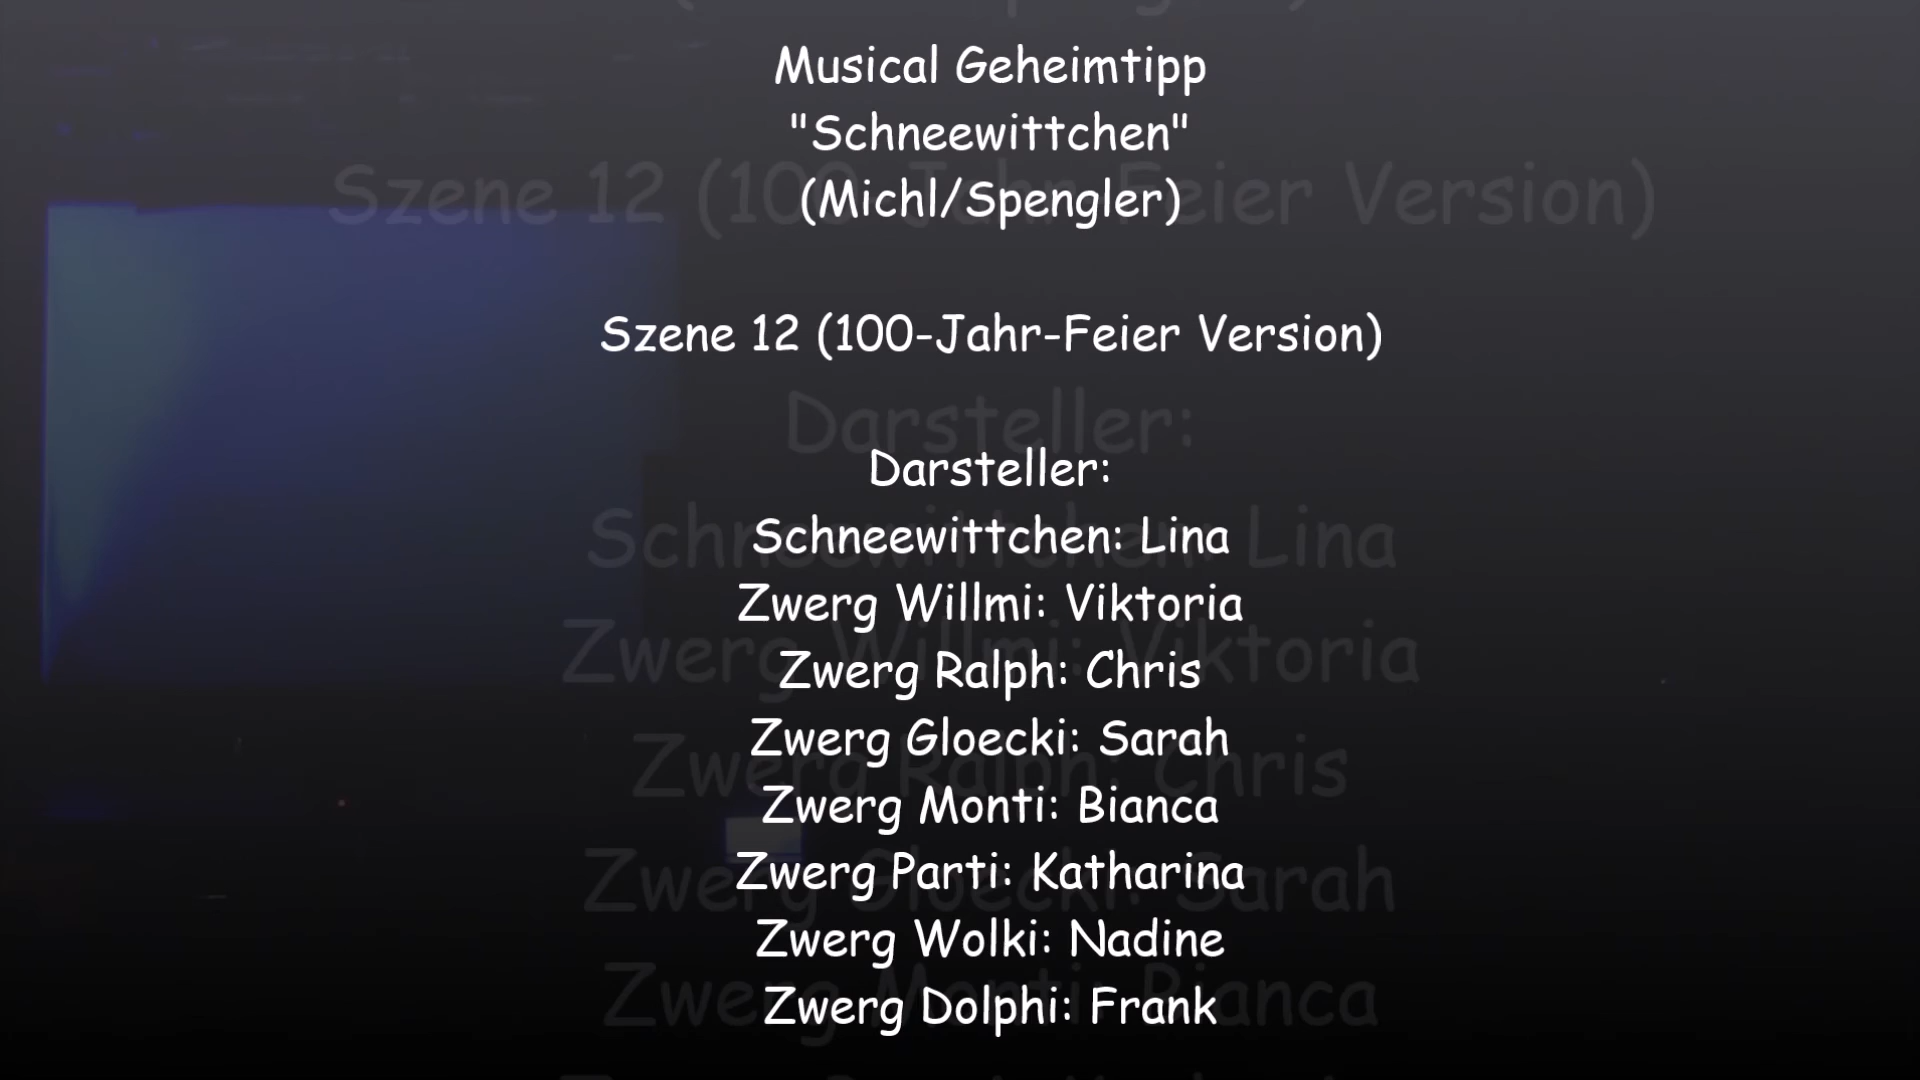 Musical Geheimtipp
"Schneewittchen"
(Michl/Spengler)
Szene 12 (100-Jahr-Feier Version)
Darsteller:
Schneewittchen: Lina
Zwerg Willmi: Viktoria
Zwerg Ralph: Chris
Zwerg Gloecki: Sarah
Zwerg Monti: Bianca
Zwerg Parti: Katharina
Zwerg Wolki: Nadine
Zwerg Dolphi: Frank